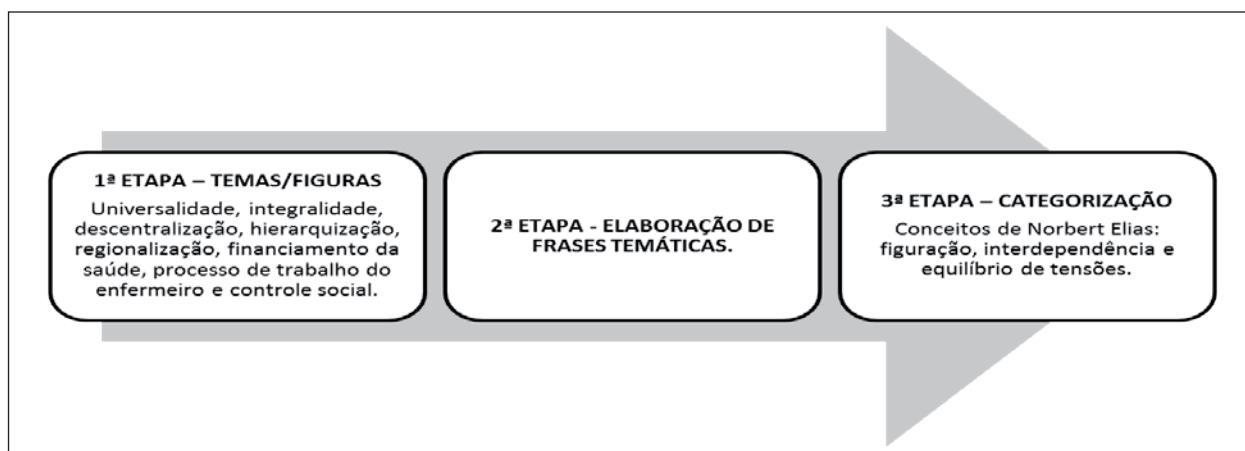 1ª ETAPA – TEMAS/FIGURAS
Universalidade, integralidade,
descentralização, hierarquização,
regionalização, financiamento da
saúde, processo de trabalho do
enfermeiro e controle social.
2ª ETAPA - ELABORAÇÃO DE
FRASES TEMÁTICAS.
3ª ETAPA – CATEGORIZAÇÃO
Conceitos de Norbert Elias:
figuração, interdependência e
equilíbrio de tensões.